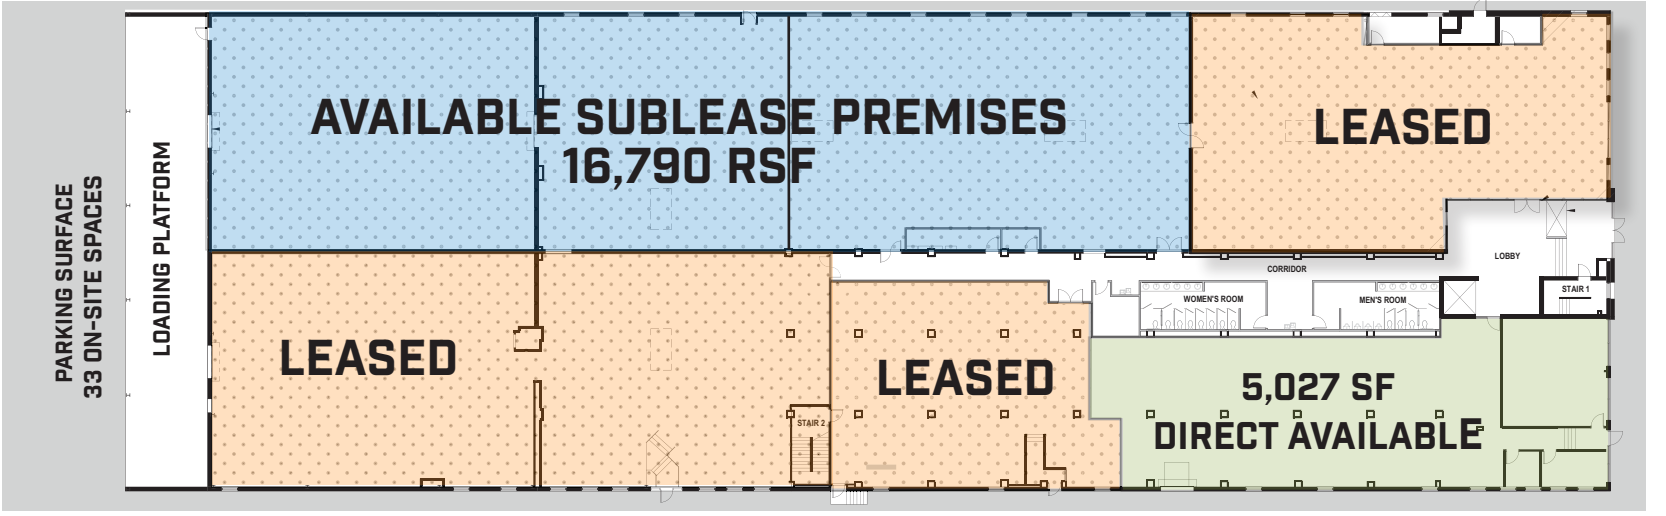 PARKING SURFACE
33 ON-SITE SPACES
LOADING PLATFORM
AVAILABLE SUBLEASE PREMISES
16,790 RSF
LEASED
LOBBY
CORRIDOR
STAIR 1
WOMEN'S ROOM
MEN'S ROOM
LEASED
LEASED
STAIR 2
5,027 SF
DIRECT AVAILABLE